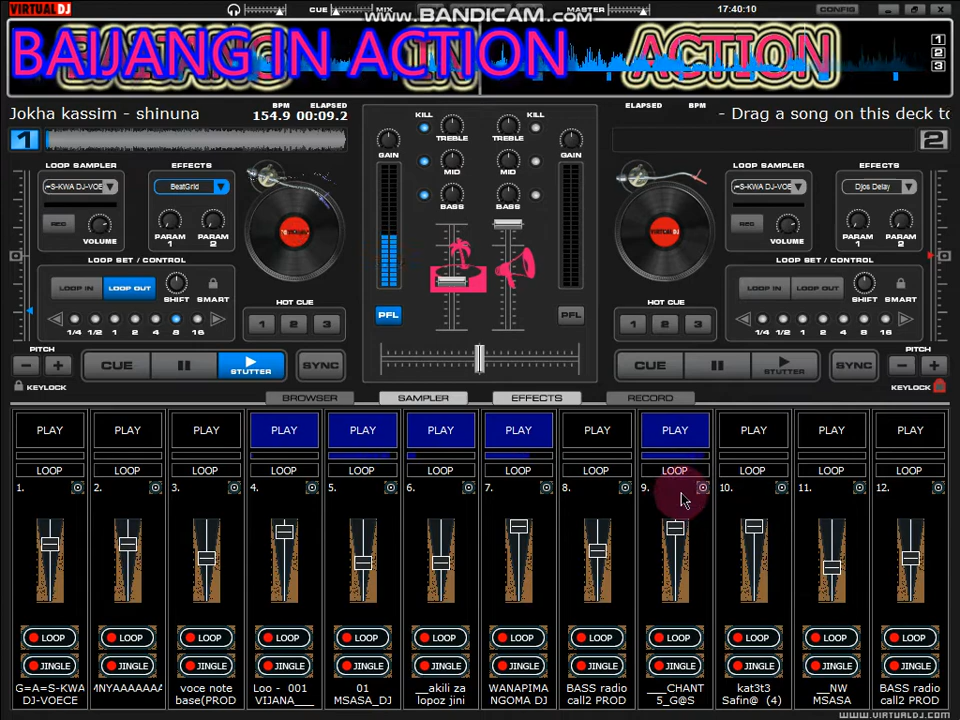 VIRTUAL DJ
CUE
MIX
MASTER
17:40:10
CONFIG
www.BANDICAM.com
BAIJANG IN ACTION
ACTION
1
2
3
Jokha kassim - shinuna
BPM
154.9
ELAPSED
00:09.2
ELAPSED
BPM
- Drag a song on this deck to
1
KILL
KILL
TREBLE
TREBLE
GAIN
GAIN
MID
MID
BASS
BASS
2
LOOP SAMPLER
EFFECTS
BeatGrid
REC
VOLUME
PARAM 1
PARAM 2
LOOP SET / CONTROL
LOOP IN
LOOP OUT
SHIFT
SMART
1/4 1/2 1 2 4 8 16
HOT CUE
1 2 3
PFL
PFL
LOOP SAMPLER
EFFECTS
Djos Delay
REC
VOLUME
PARAM 1
PARAM 2
LOOP SET / CONTROL
LOOP IN
LOOP OUT
SHIFT
SMART
HOT CUE
1 2 3
1/4 1/2 1 2 4 8 16
PITCH
CUE
STUTTER
SYNC
KEYLOCK
CUE
STUTTER
SYNC
PITCH
KEYLOCK
BROWSER
SAMPLER
EFFECTS
RECORD
PLAY PLAY PLAY PLAY PLAY PLAY PLAY PLAY PLAY PLAY PLAY PLAY
LOOP LOOP LOOP LOOP LOOP LOOP LOOP LOOP LOOP LOOP LOOP LOOP
1. 2. 3. 4. 5. 6. 7. 8. 9. 10. 11. 12.
LOOP LOOP LOOP LOOP LOOP LOOP LOOP LOOP LOOP LOOP LOOP LOOP
JINGLE JINGLE JINGLE JINGLE JINGLE JINGLE JINGLE JINGLE JINGLE JINGLE JINGLE JINGLE
G=A=S-KWA
DJ-VOECE
voce note
base(PROD
Loo - 001
VIJANA___
01
MSASA_DJ
__akili za
lopoz jini
WANAPIMA
NGOMA DJ
BASS radio
call2 PROD
___CHANT
5_G@S
kat3t3
Safin@ (4)
__NW
MSASA
BASS radio
call2 PROD
www.VIRTUALDJ.com